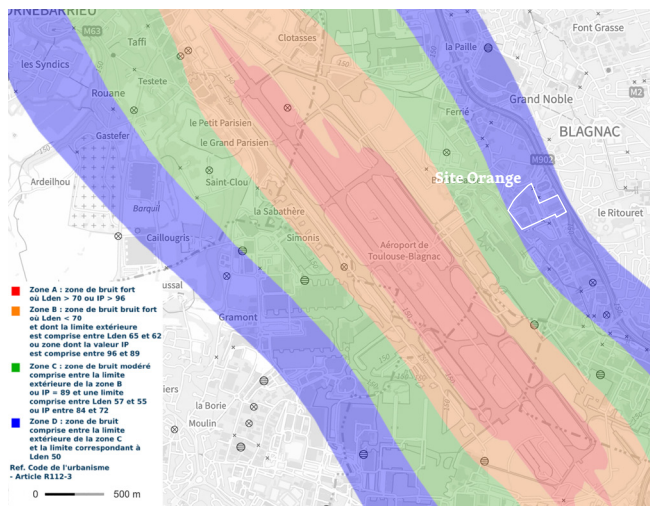 ORNEBARRIEU
M63
Taffi
Clotasses
la Paille
Font Grasse
les Syndics
Testete
Rouane
M2
Grand Noble
Gastefer
le Petit Parisien
Ferrié
BLAGNAC
le Grand Parisien
M902
Ardeilhou
Saint-Clou
Site Orange
Barquil
la Sabathère
le Ritouret
Caillougris
Simonis
Aéroport de
Toulouse-Blagnac
ussal
Gramont
Zone A : zone de bruit fort
où Lden > 70 ou IP > 96
Zone B : zone de bruit bruit fort
où Lden < 70
et dont la limite extérieure
est comprise entre Lden 65 et 62
ou zone dont la valeur IP
est comprise entre 96 et 89
Zone C : zone de bruit modéré
comprise entre la limite
extérieure de la zone B
ou IP = 89 et une limite
comprise entre Lden 57 et 55
ou IP entre 84 et 72
Zone D : zone de bruit
comprise entre la limite
extérieure de la zone C
et la limite correspondant à
Lden 50
Ref. Code de l'urbanisme
- Article R112-3
iers
la Borie
Moulin
0 500 m